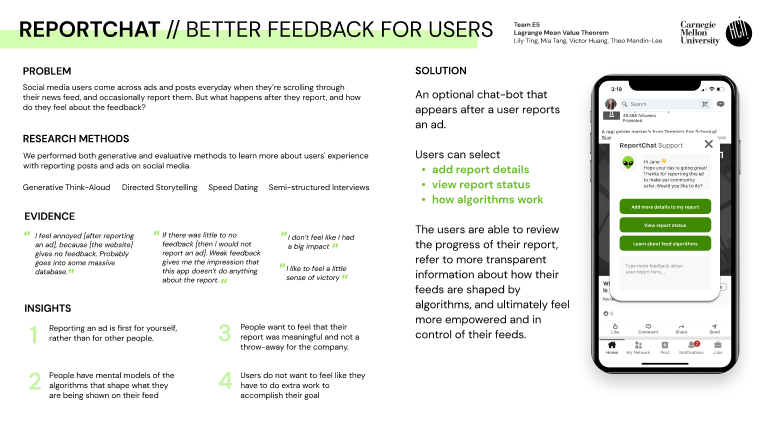 REPORTCHAT // BETTER FEEDBACK FOR USERS
Team E5
Lagrange Mean Value Theorem
Lily Ting, Mia Tang, Victor Huang, Theo Mandin-Lee
Carnegie
Mellon
University
HCII
PROBLEM
Social media users come across ads and posts everyday when they're scrolling through
their news feed, and occasionally report them. But what happens after they report, and how
do they feel about the feedback?
RESEARCH METHODS
We performed both generative and evaluative methods to learn more about users' experience
with reporting posts and ads on social media.
Generative Think-Aloud Directed Storytelling Speed Dating Semi-structured Interviews
EVIDENCE
“ I feel annoyed [after reporting
an ad], because [the website]
gives no feedback. Probably
goes into some massive
database.”
“ If there was little to no
feedback [then I would not
report an ad]. Weak feedback
gives me the impression that
this app doesn't do anything
about the report. ”
“ I don't feel like I had
a big impact ”
“ I like to feel a little
sense of victory ”
INSIGHTS
1 Reporting an ad is first for yourself,
rather than for other people.
2 People have mental models of the
algorithms that shape what they
are being shown on their feed
3 People want to feel that their
report was meaningful and not a
throw-away for the company.
4 Users do not want to feel like they
have to do extra work to
accomplish their goal
SOLUTION
An optional chat-bot that
appears after a user reports
an ad.
Users can select
• add report details
• view report status
• how algorithms work
The users are able to review
the progress of their report,
refer to more transparent
information about how their
feeds are shaped by
algorithms, and ultimately feel
more empowered and in
control of their feeds.
3:19
Search
followers
Promoted
ReportChat Support
Hi Jane 👋
Hope your day is going great!
Thanks for reporting this ad
to make our community
safer. Would you like to do?
Add more details to my report
View report status
Learn about feed algorithms
Type more feedback about
your report here...
Like Comment Share Send
Home My Network Post Notifications Jobs